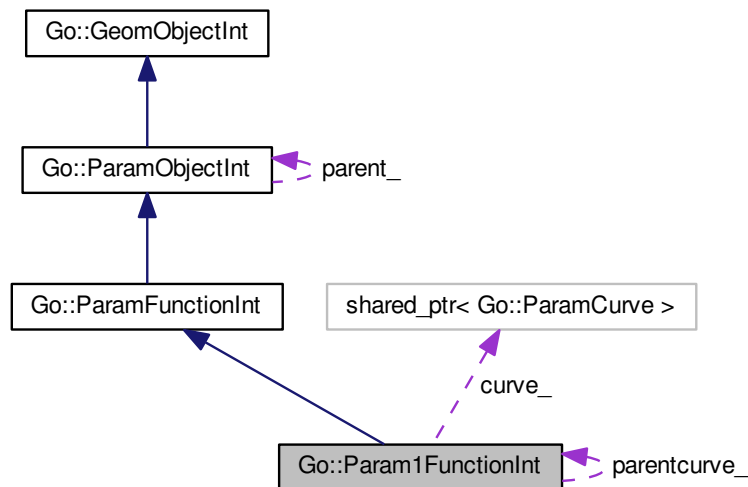 Go::GeomObjectInt
Go::ParamObjectInt
parent_
Go::ParamFunctionInt
shared_ptr< Go::ParamCurve >
curve_
Go::Param1FunctionInt
parentcurve_